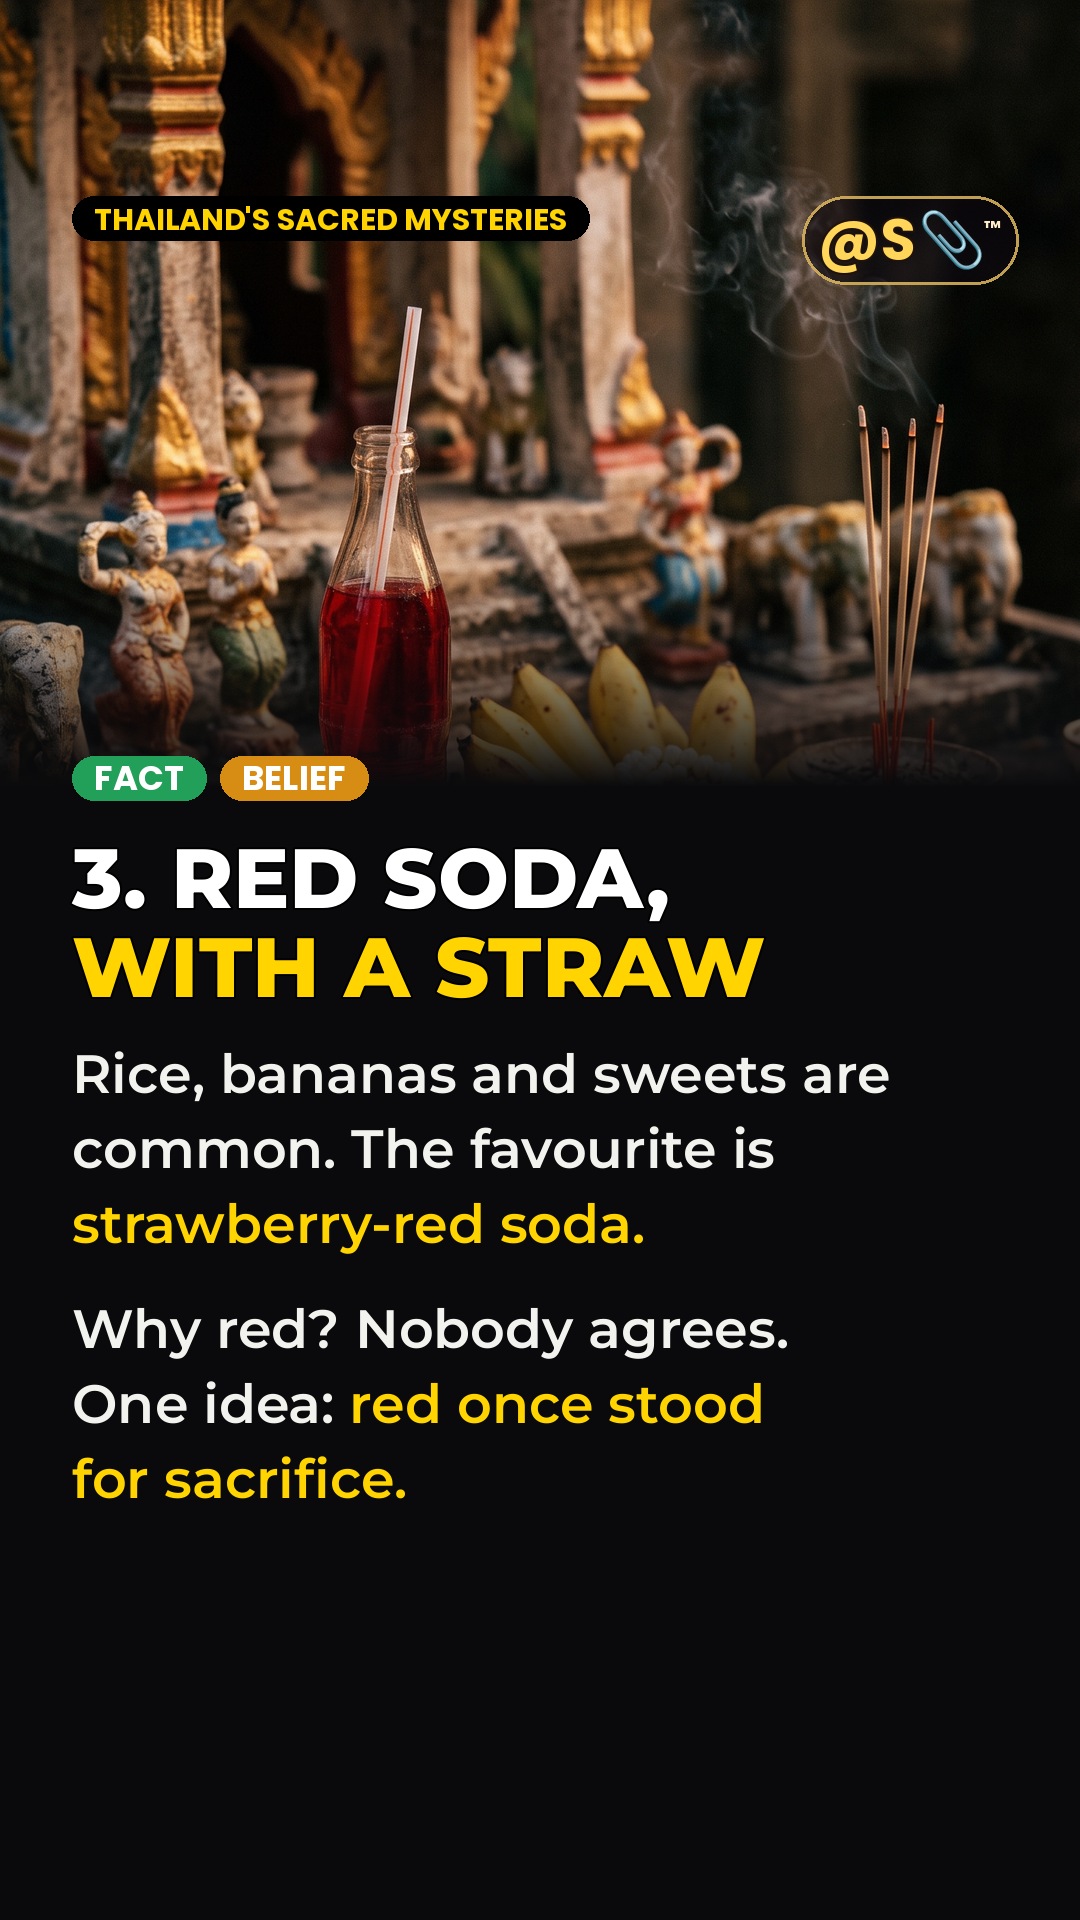 THAILAND'S SACRED MYSTERIES
@S📎™
FACT BELIEF
3. RED SODA,
WITH A STRAW
Rice, bananas and sweets are
common. The favourite is
strawberry-red soda.
Why red? Nobody agrees.
One idea: red once stood
for sacrifice.